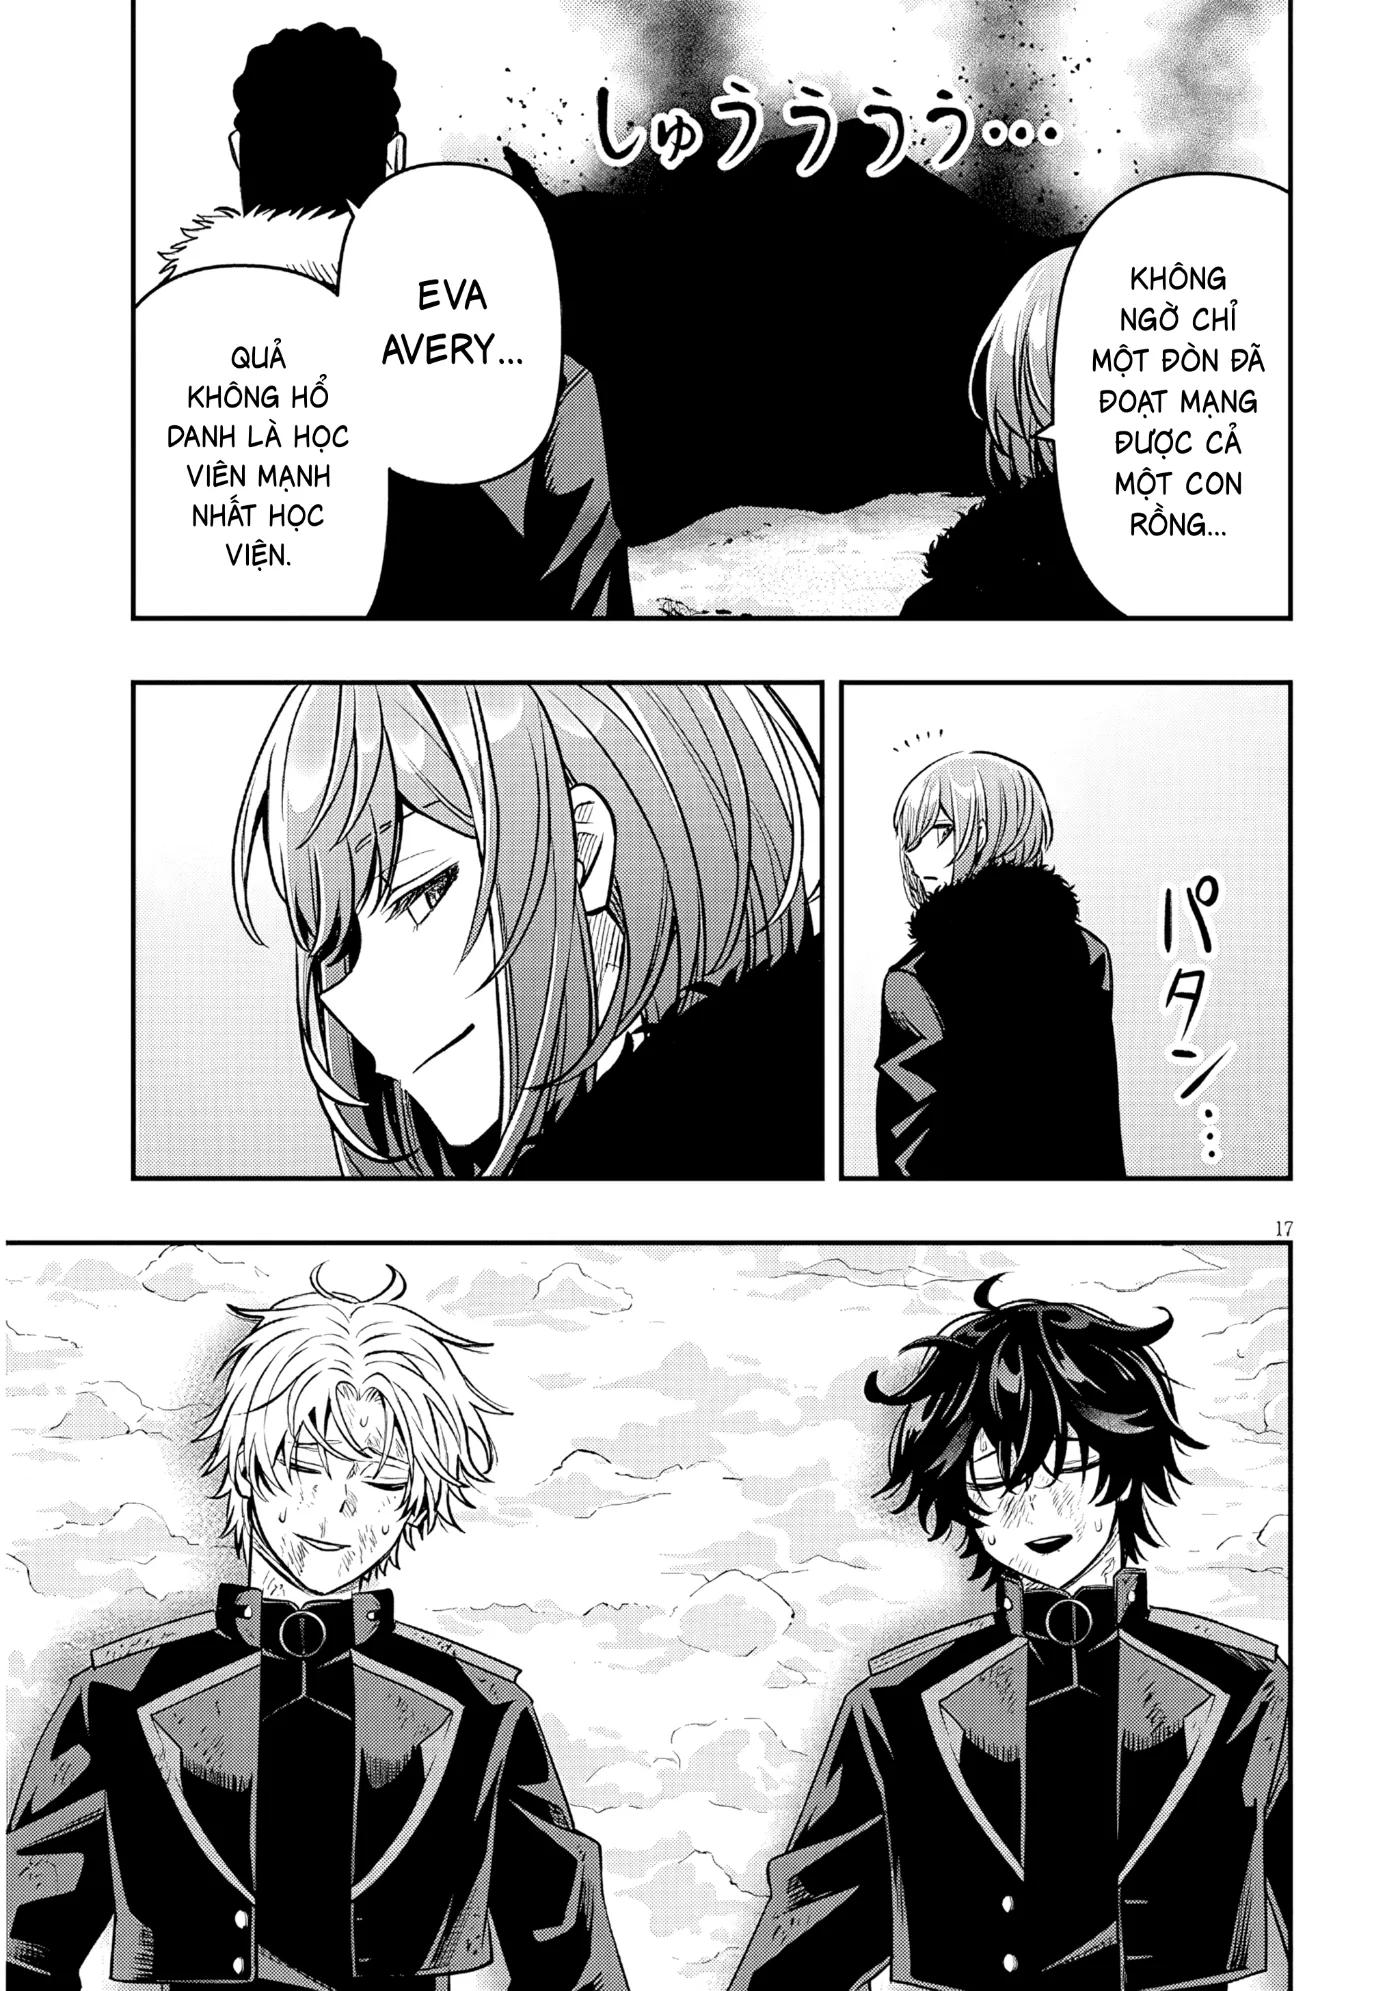 しゅうううう…
KHÔNG
NGỜ CHỈ
MỘT ĐÒN ĐÃ
ĐOẠT MẠNG
ĐƯỢC CẢ
MỘT CON
RỒNG...
EVA
AVERY...
QUẢ
KHÔNG HỔ
DANH LÀ HỌC
VIÊN MẠNH
NHẤT HỌC
VIỆN.
パタン…
17